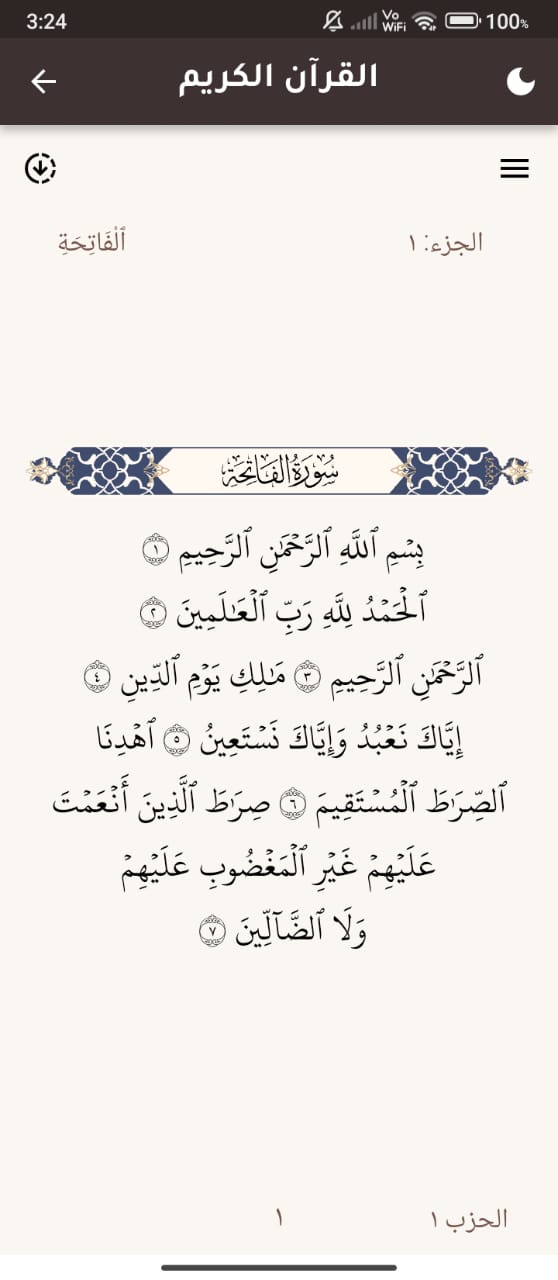 3:24 Vo WiFi 100%
القرآن الكريم
الجزء: ١ ٱلْفَاتِحَةِ
سُورَةُ الفَاتِحَةِ
بِسْمِ ٱللَّهِ ٱلرَّحْمَٰنِ ٱلرَّحِيمِ ١
ٱلْحَمْدُ لِلَّهِ رَبِّ ٱلْعَٰلَمِينَ ٢
ٱلرَّحْمَٰنِ ٱلرَّحِيمِ ٣ مَٰلِكِ يَوْمِ ٱلدِّينِ ٤
إِيَّاكَ نَعْبُدُ وَإِيَّاكَ نَسْتَعِينُ ٥ ٱهْدِنَا
ٱلصِّرَٰطَ ٱلْمُسْتَقِيمَ ٦ صِرَٰطَ ٱلَّذِينَ أَنْعَمْتَ
عَلَيْهِمْ غَيْرِ ٱلْمَغْضُوبِ عَلَيْهِمْ
وَلَا ٱلضَّآلِّينَ ٧
الحزب ١ ١